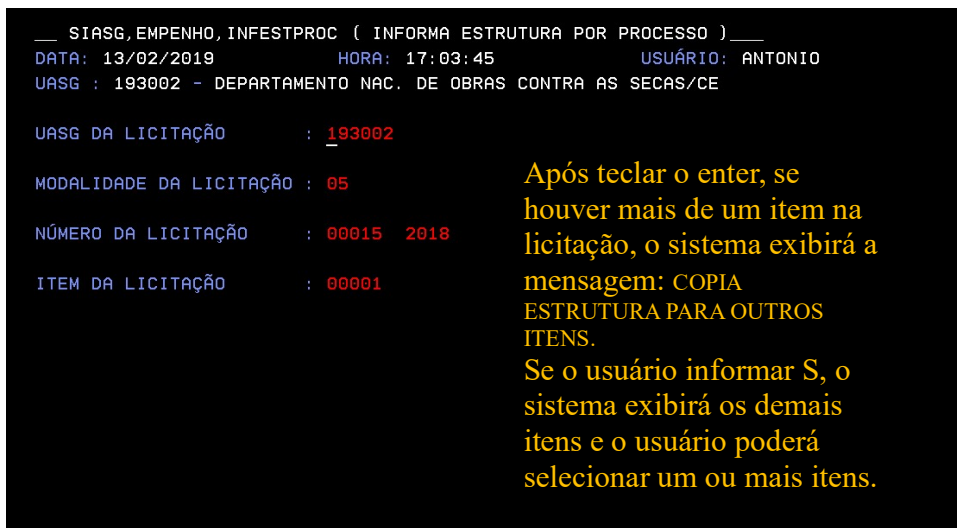 __ SIASG,EMPENHO,INFESTPROC ( INFORMA ESTRUTURA POR PROCESSO )___
DATA: 13/02/2019 HORA: 17:03:45 USUÁRIO: ANTONIO
UASG : 193002 - DEPARTAMENTO NAC. DE OBRAS CONTRA AS SECAS/CE
UASG DA LICITAÇÃO : 193002
MODALIDADE DA LICITAÇÃO : 05
NÚMERO DA LICITAÇÃO : 00015 2018
ITEM DA LICITAÇÃO : 00001
Após teclar o enter, se
houver mais de um item na
licitação, o sistema exibirá a
mensagem: COPIA
ESTRUTURA PARA OUTROS
ITENS.
Se o usuário informar S, o
sistema exibirá os demais
itens e o usuário poderá
selecionar um ou mais itens.